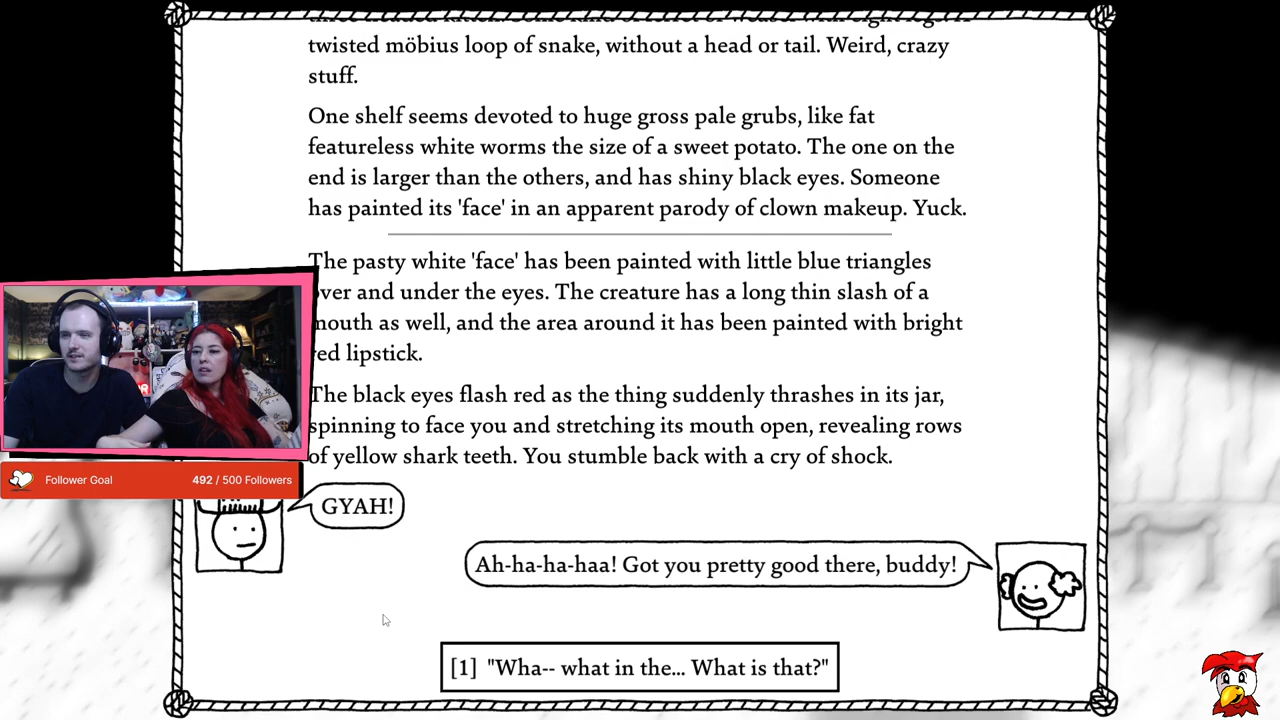 twisted möbius loop of snake, without a head or tail. Weird, crazy
stuff.
One shelf seems devoted to huge gross pale grubs, like fat
featureless white worms the size of a sweet potato. The one on the
end is larger than the others, and has shiny black eyes. Someone
has painted its 'face' in an apparent parody of clown makeup. Yuck.
The pasty white 'face' has been painted with little blue triangles
over and under the eyes. The creature has a long thin slash of a
mouth as well, and the area around it has been painted with bright
red lipstick.
The black eyes flash red as the thing suddenly thrashes in its jar,
spinning to face you and stretching its mouth open, revealing rows
of yellow shark teeth. You stumble back with a cry of shock.
Follower Goal 492 / 500 Followers
GYAH!
Ah-ha-ha-haa! Got you pretty good there, buddy!
[1] "Wha-- what in the... What is that?"